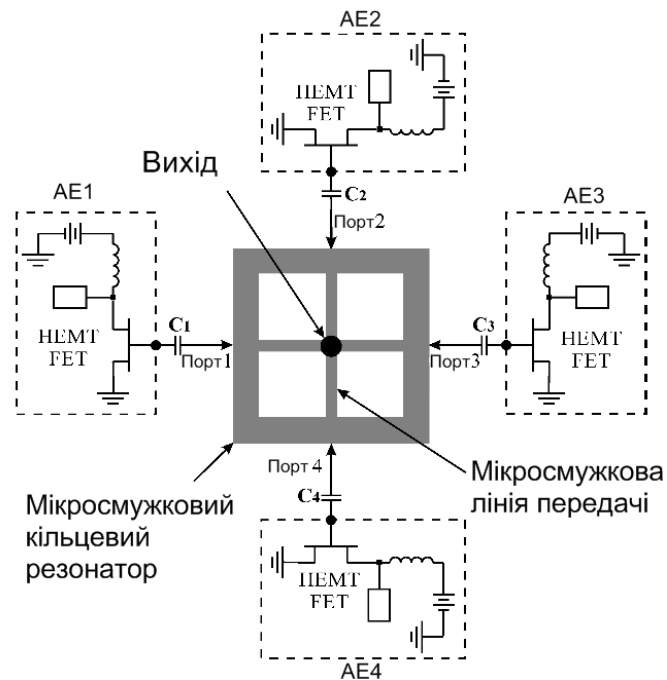 AE2
HEMT
FET
Вихід
C2
Порт2
AE1
HEMT
FET
C1
Порт1
AE3
C3
Порт3
HEMT
FET
Порт 4
C4
HEMT
FET
AE4
Мікросмужковий
кільцевий
резонатор
Мікросмужкова
лінія передачі